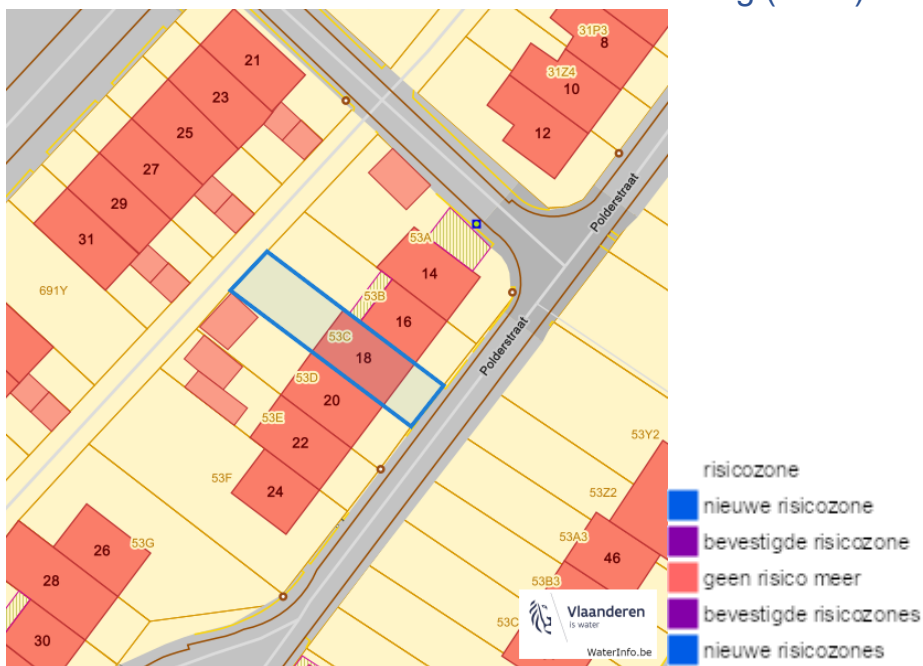 21
23
25
27
29
31
691Y
31P3
8
31Z4
10
12
Polderstraat
53A
14
53B
16
53C
18
53D
20
53E
22
53F
24
53G
26
28
30
Polderstraat
53Y2
53Z2
53A3
46
53B3
53C
Vlaanderen
is water
WaterInfo.be
risicozone
nieuwe risicozone
bevestigde risicozone
geen risico meer
bevestigde risicozones
nieuwe risicozones